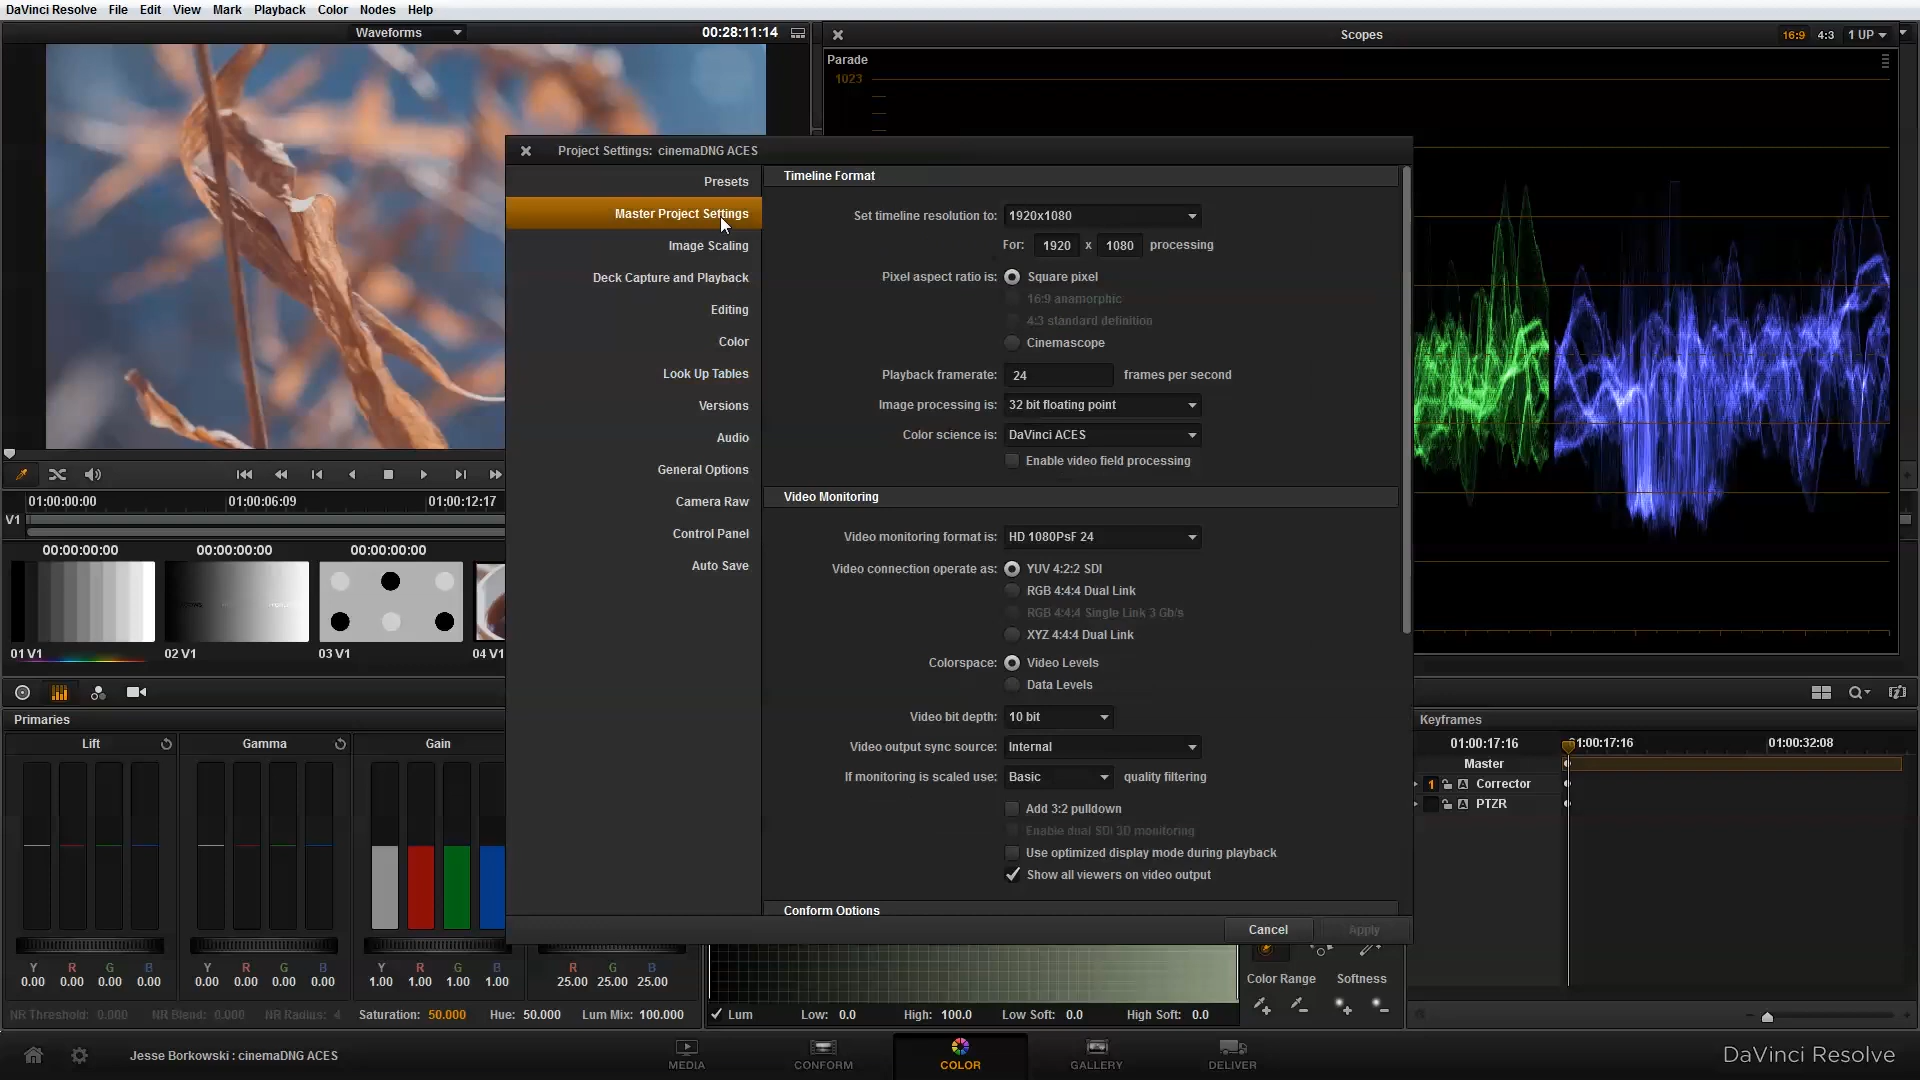 DaVinci Resolve File Edit View Mark Playback Color Nodes Help
Waveforms 00:28:11:14
Scopes 16:9 4:3 1 UP
Parade
1023
Project Settings: cinemaDNG ACES
Presets
Master Project Settings
Image Scaling
Deck Capture and Playback
Editing
Color
Look Up Tables
Versions
Audio
General Options
Camera Raw
Control Panel
Auto Save
Timeline Format
Set timeline resolution to: 1920x1080
For: 1920 x 1080 processing
Pixel aspect ratio is: Square pixel
16:9 anamorphic
4:3 standard definition
Cinemascope
Playback framerate: 24 frames per second
Image processing is: 32 bit floating point
Color science is: DaVinci ACES
Enable video field processing
Video Monitoring
Video monitoring format is: HD 1080PsF 24
Video connection operate as: YUV 4:2:2 SDI
RGB 4:4:4 Dual Link
RGB 4:4:4 Single Link 3 Gb/s
XYZ 4:4:4 Dual Link
Colorspace: Video Levels
Data Levels
Video bit depth: 10 bit
Video output sync source: Internal
If monitoring is scaled use: Basic quality filtering
Add 3:2 pulldown
Enable dual SDI 3D monitoring
Use optimized display mode during playback
Show all viewers on video output
Conform Options
Cancel Apply
01:00:00:00 01:00:06:09 01:00:12:17
V1
00:00:00:00 00:00:00:00 00:00:00:00
01 V1 02 V1 03 V1 04 V1
Primaries
Lift Gamma Gain
Y R G B Y R G B Y R G B R G B
0.00 0.00 0.00 0.00 0.00 0.00 0.00 0.00 1.00 1.00 1.00 1.00 25.00 25.00 25.00
NR Threshold: 0.000 NR Blend: 0.000 NR Radius: 4 Saturation: 50.000 Hue: 50.000 Lum Mix: 100.000
Color Range Softness
Lum Low: 0.0 High: 100.0 Low Soft: 0.0 High Soft: 0.0
Keyframes
01:00:17:16 01:00:17:16 01:00:32:08
Master
1 A Corrector
A PTZR
Jesse Borkowski : cinemaDNG ACES
MEDIA CONFORM COLOR GALLERY DELIVER
DaVinci Resolve